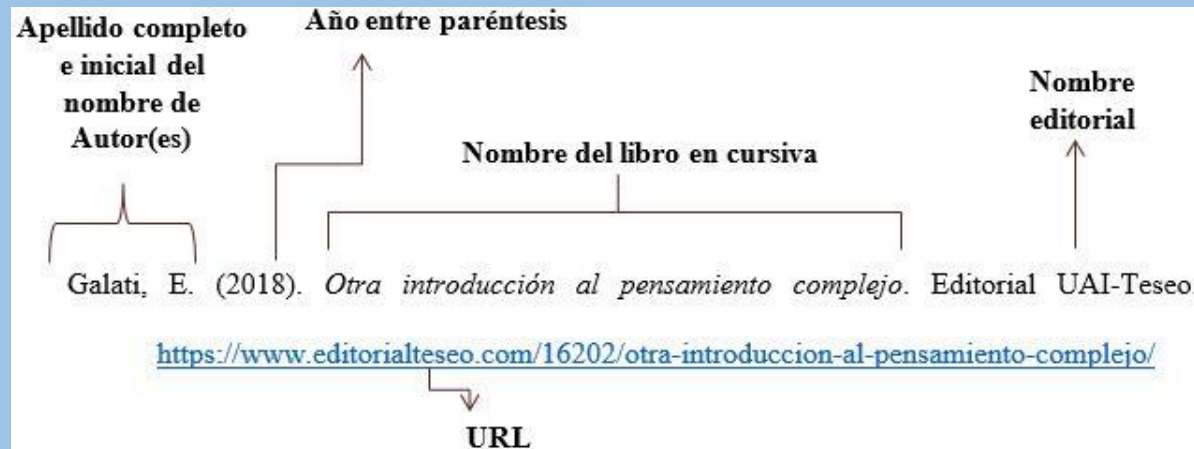 Apellido completo
e inicial del
nombre de
Autor(es)
Año entre paréntesis
Nombre del libro en cursiva
Nombre
editorial
Galati, E. (2018). Otra introducción al pensamiento complejo. Editorial UAI-Teseo.
https://www.editorialteseo.com/16202/otra-introduccion-al-pensamiento-complejo/
URL